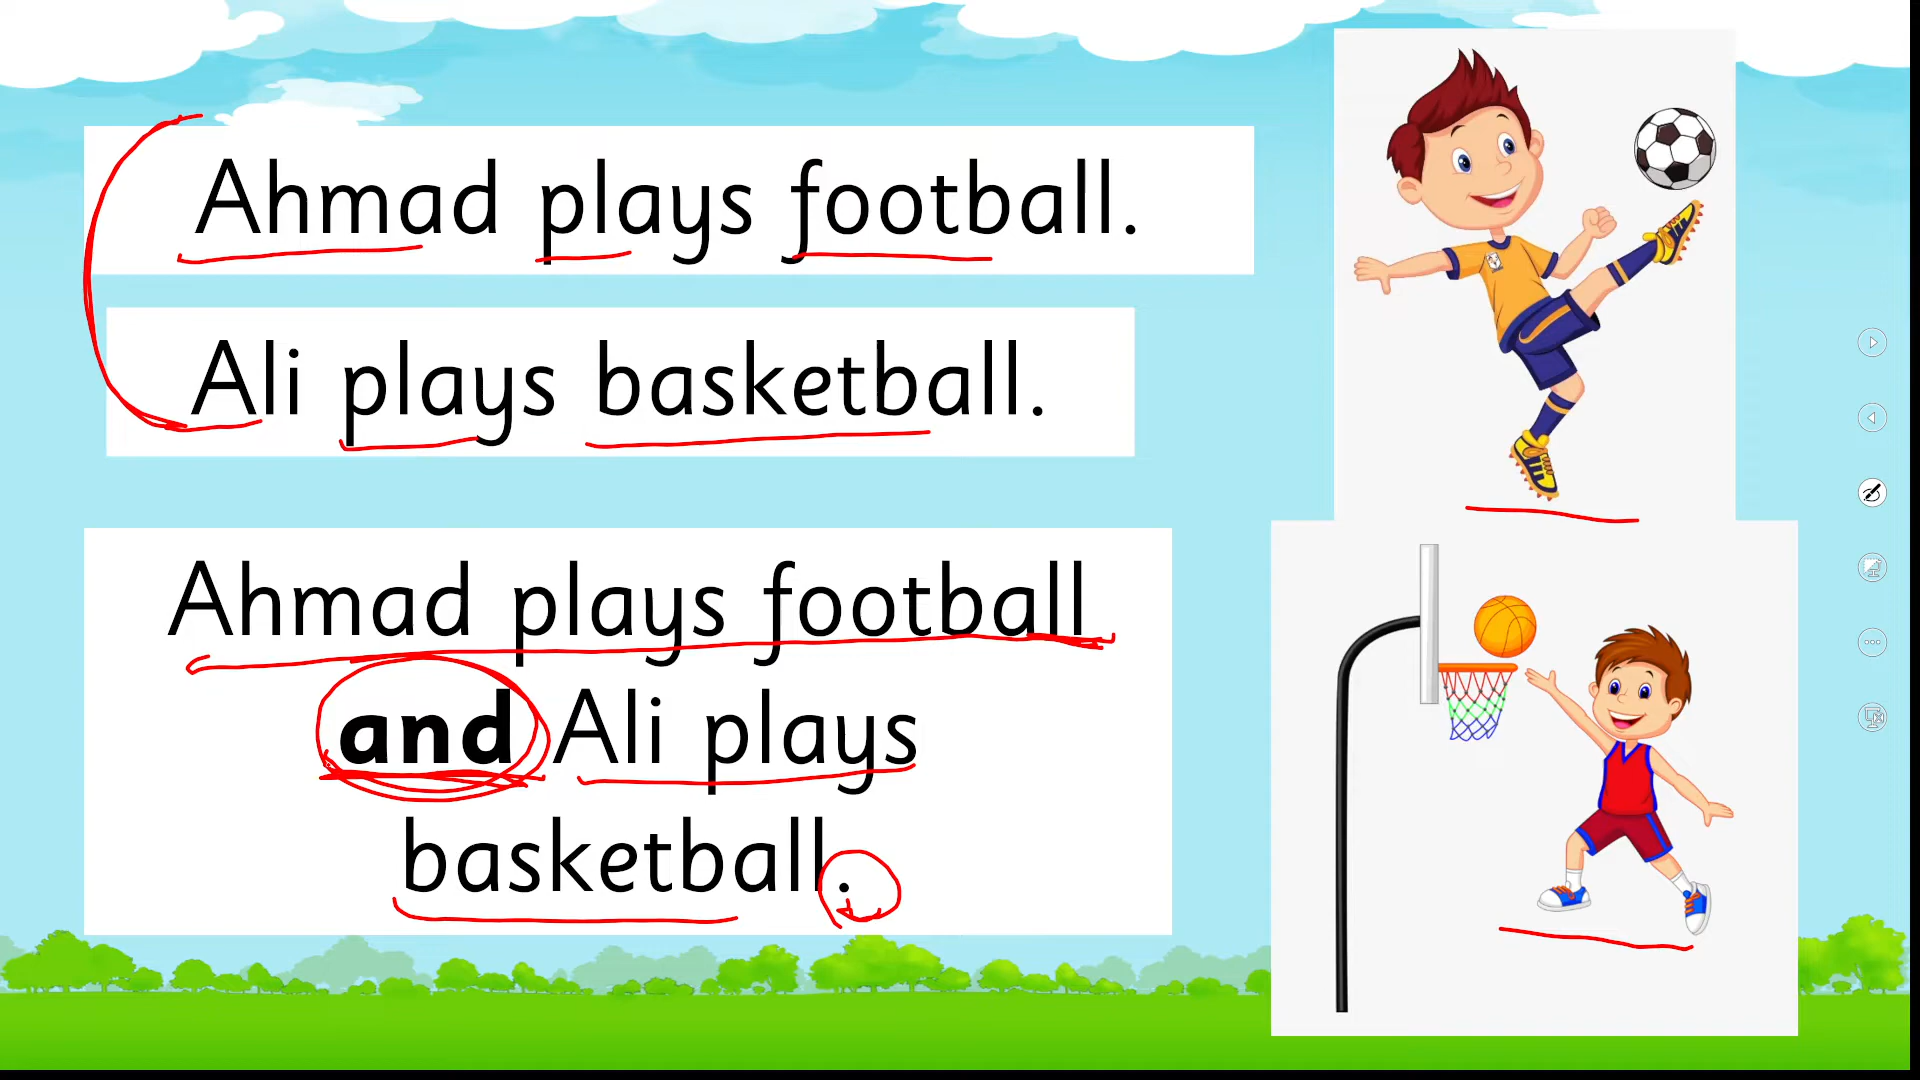 Ahmad plays football.
Ali plays basketball.
Ahmad plays football
and Ali plays
basketball.